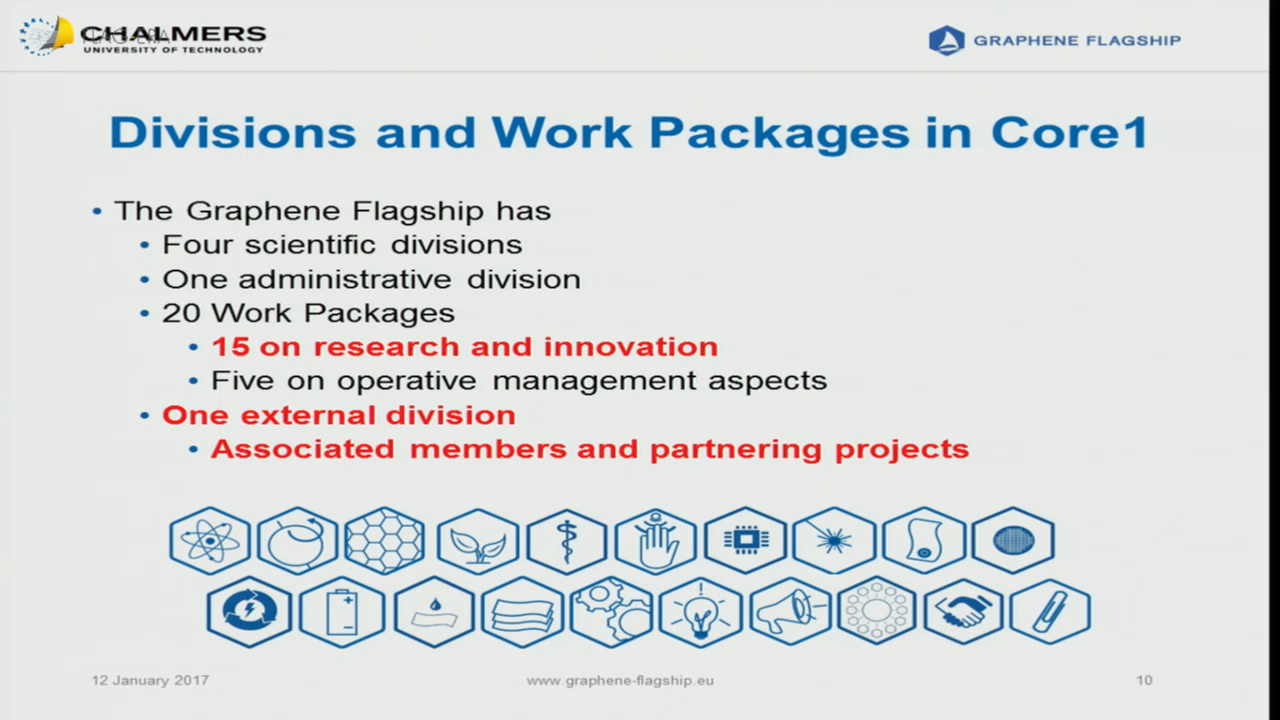 CHALMERS
FLAG-ERA
UNIVERSITY OF TECHNOLOGY
GRAPHENE FLAGSHIP
Divisions and Work Packages in Core1
• The Graphene Flagship has
• Four scientific divisions
• One administrative division
• 20 Work Packages
• 15 on research and innovation
• Five on operative management aspects
• One external division
• Associated members and partnering projects
12 January 2017
www.graphene-flagship.eu
10